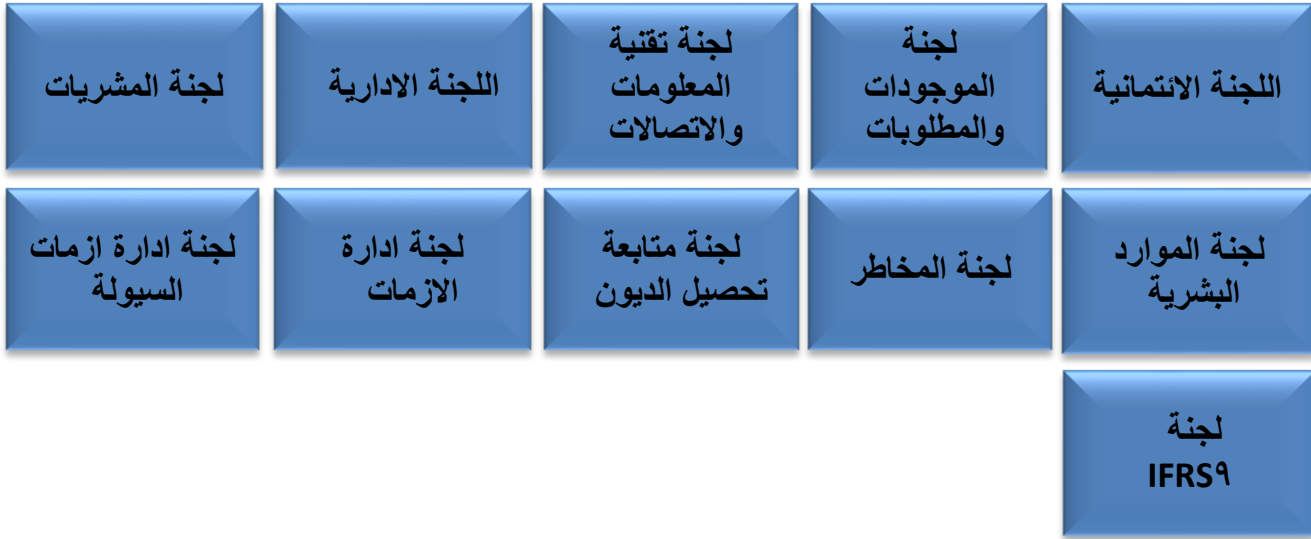 اللجنة الائتمانية
لجنة
الموجودات
والمطلوبات
لجنة تقنية
المعلومات
والاتصالات
اللجنة الادارية
لجنة المشريات
لجنة الموارد
البشرية
لجنة المخاطر
لجنة متابعة
تحصيل الديون
لجنة ادارة
الازمات
لجنة ادارة ازمات
السيولة
لجنة
IFRS٩